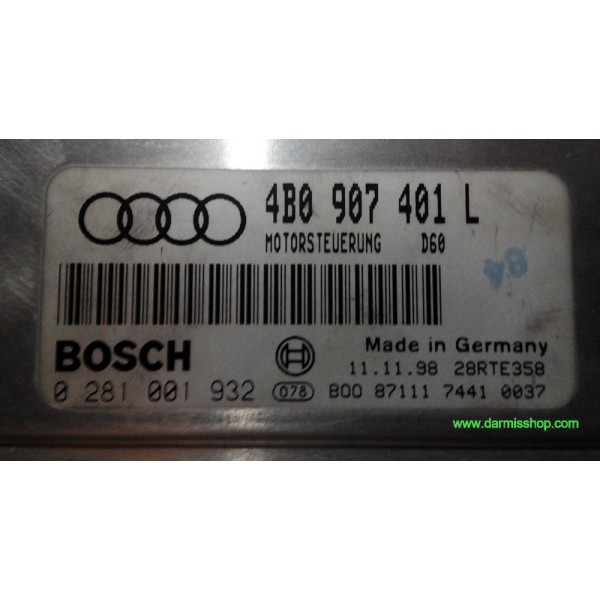 4B0 907 401 L
MOTORSTEUERUNG D60
48
BOSCH
Made in Germany
11.11.98 28RTE358
0 281 001 932 078 B00 87111 7441 0037
www.darmisshop.com